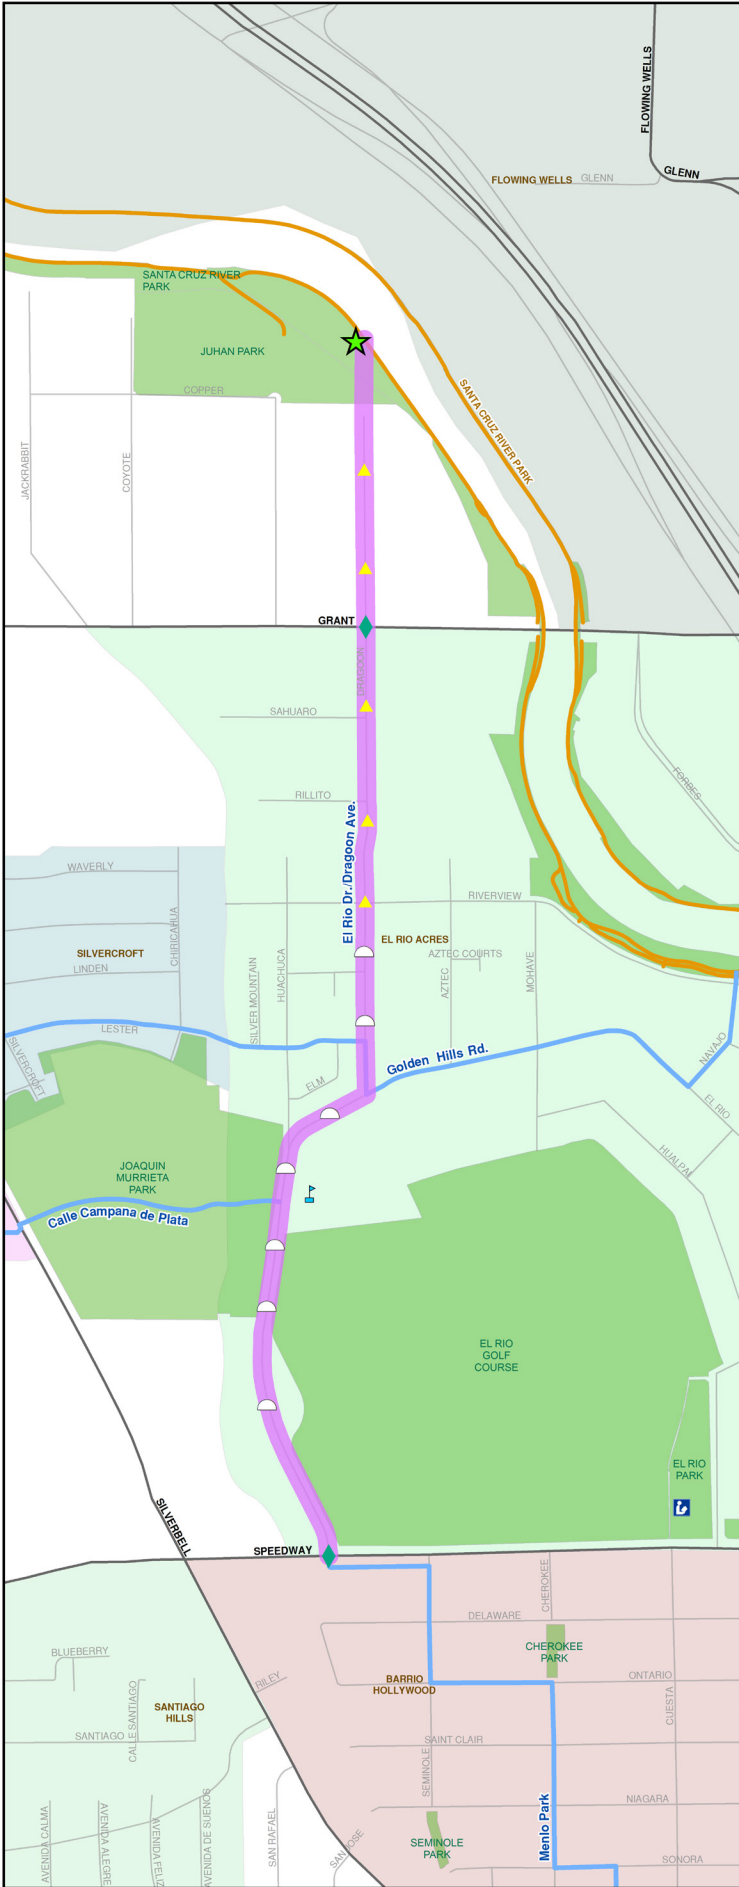 FLOWING WELLS
FLOWING WELLS
GLENN
GLENN
SANTA CRUZ RIVER
PARK
JUHAN PARK
COPPER
SANTA CRUZ RIVER PARK
JACKRABBIT
COYOTE
GRANT
DRAGOON
SAHUARO
FORBES
RILLITO
El Rio Dr./Dragoon Ave.
WAVERLY
RIVERVIEW
CHIRICAHUA
EL RIO ACRES
SILVERCROFT
AZTEC COURTS
LINDEN
SILVER MOUNTAIN
HUACHUCA
AZTEC
MOHAVE
LESTER
Golden Hills Rd.
NAVAJO
SILVERCROFT
ELM
EL RIO
HUALPAI
JOAQUIN
MURRIETA
PARK
Calle Campana de Plata
EL RIO
GOLF
COURSE
EL RIO
PARK
SILVERBELL
SPEEDWAY
CHEROKEE
DELAWARE
BLUEBERRY
CHEROKEE
PARK
RILEY
BARRIO
HOLLYWOOD
ONTARIO
CALLE SANTIAGO
SANTIAGO
HILLS
CUESTA
SANTIAGO
SAINT CLAIR
SEMINOLE
NIAGARA
AVENIDA CALMA
AVENIDA ALEGRE
AVENIDA FELIZ
AVENIDA DE SUENOS
SAN RAFAEL
SAN JOSE
SEMINOLE
PARK
Menlo Park
SONORA